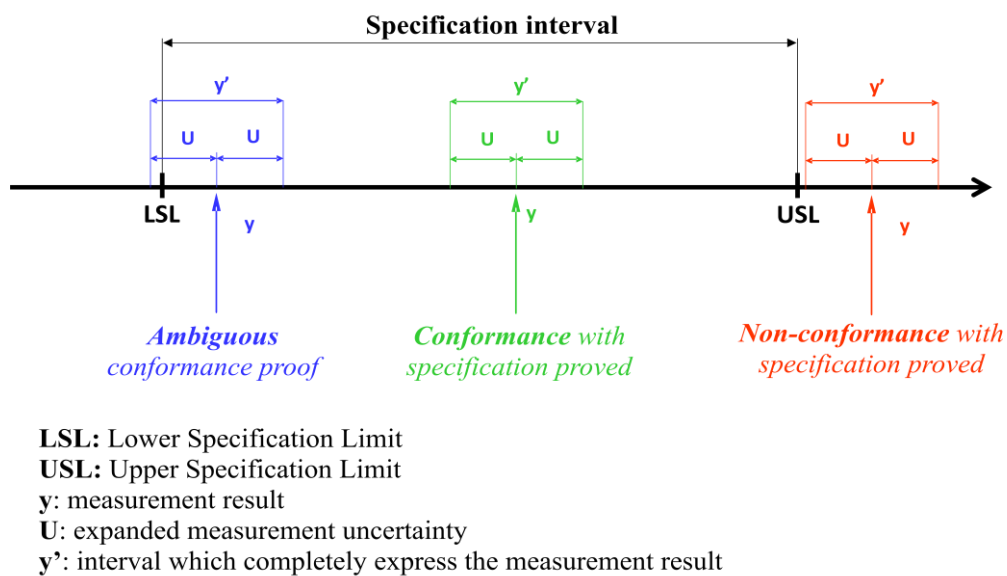 Specification interval
y’ y’ y’
U U U U U U
LSL USL
y y y
Ambiguous
conformance proof
Conformance with
specification proved
Non-conformance with
specification proved
LSL: Lower Specification Limit
USL: Upper Specification Limit
y: measurement result
U: expanded measurement uncertainty
y’: interval which completely express the measurement result